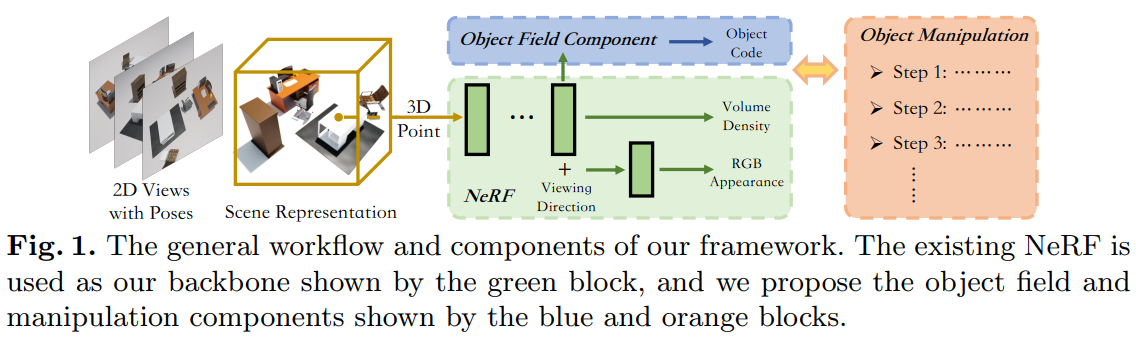 2D Views
with Poses
Scene Representation
3D
Point
Object Field Component
Object
Code
...
Volume
Density
+
Viewing
Direction
RGB
Appearance
NeRF
Object Manipulation
➤ Step 1: ………
➤ Step 2: ………
➤ Step 3: ………
⋮
Fig. 1. The general workflow and components of our framework. The existing NeRF is
used as our backbone shown by the green block, and we propose the object field and
manipulation components shown by the blue and orange blocks.